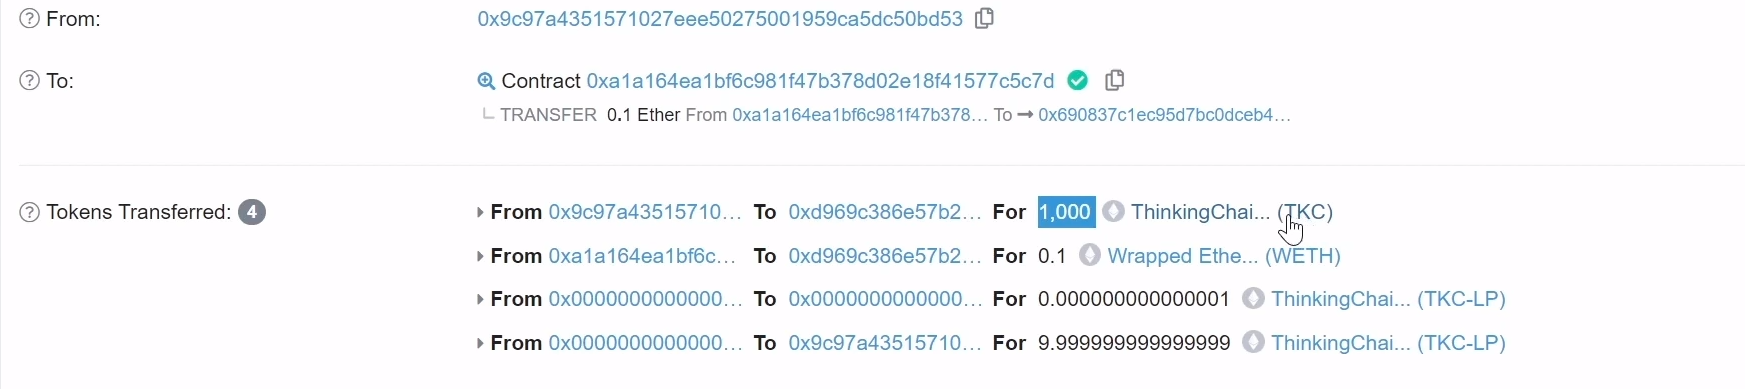 From: 0x9c97a4351571027eee50275001959ca5dc50bd53
To: Contract 0xa1a164ea1bf6c981f47b378d02e18f41577c5c7d
TRANSFER 0.1 Ether From 0xa1a164ea1bf6c981f47b378... To → 0x690837c1ec95d7bc0dceb4...
Tokens Transferred: 4 From 0x9c97a43515710... To 0xd969c386e57b2... For 1,000 ThinkingChai... (TKC)
From 0xa1a164ea1bf6c... To 0xd969c386e57b2... For 0.1 Wrapped Ethe... (WETH)
From 0x0000000000000... To 0x0000000000000... For 0.000000000000001 ThinkingChai... (TKC-LP)
From 0x0000000000000... To 0x9c97a43515710... For 9.999999999999999 ThinkingChai... (TKC-LP)